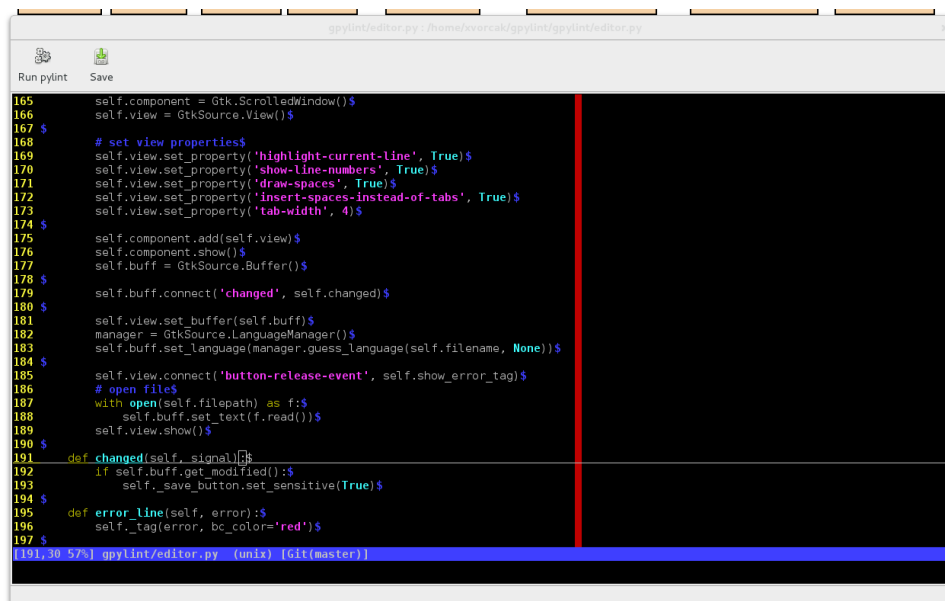 gpylint/editor.py : /home/xvorcak/gpylint/gpylint/editor.py
Run pylint Save
165         self.component = Gtk.ScrolledWindow()$
166         self.view = GtkSource.View()$
167 $
168         # set view properties$
169         self.view.set_property('highlight-current-line', True)$
170         self.view.set_property('show-line-numbers', True)$
171         self.view.set_property('draw-spaces', True)$
172         self.view.set_property('insert-spaces-instead-of-tabs', True)$
173         self.view.set_property('tab-width', 4)$
174 $
175         self.component.add(self.view)$
176         self.component.show()$
177         self.buff = GtkSource.Buffer()$
178 $
179         self.buff.connect('changed', self.changed)$
180 $
181         self.view.set_buffer(self.buff)$
182         manager = GtkSource.LanguageManager()$
183         self.buff.set_language(manager.guess_language(self.filename, None))$
184 $
185         self.view.connect('button-release-event', self.show_error_tag)$
186         # open file$
187         with open(self.filepath) as f:$
188             self.buff.set_text(f.read())$
189         self.view.show()$
190 $
191     def changed(self, signal):$
192         if self.buff.get_modified():$
193             self._save_button.set_sensitive(True)$
194 $
195     def error_line(self, error):$
196         self._tag(error, bc_color='red')$
197 $
[191,30 57%] gpylint/editor.py  (unix) [Git(master)]